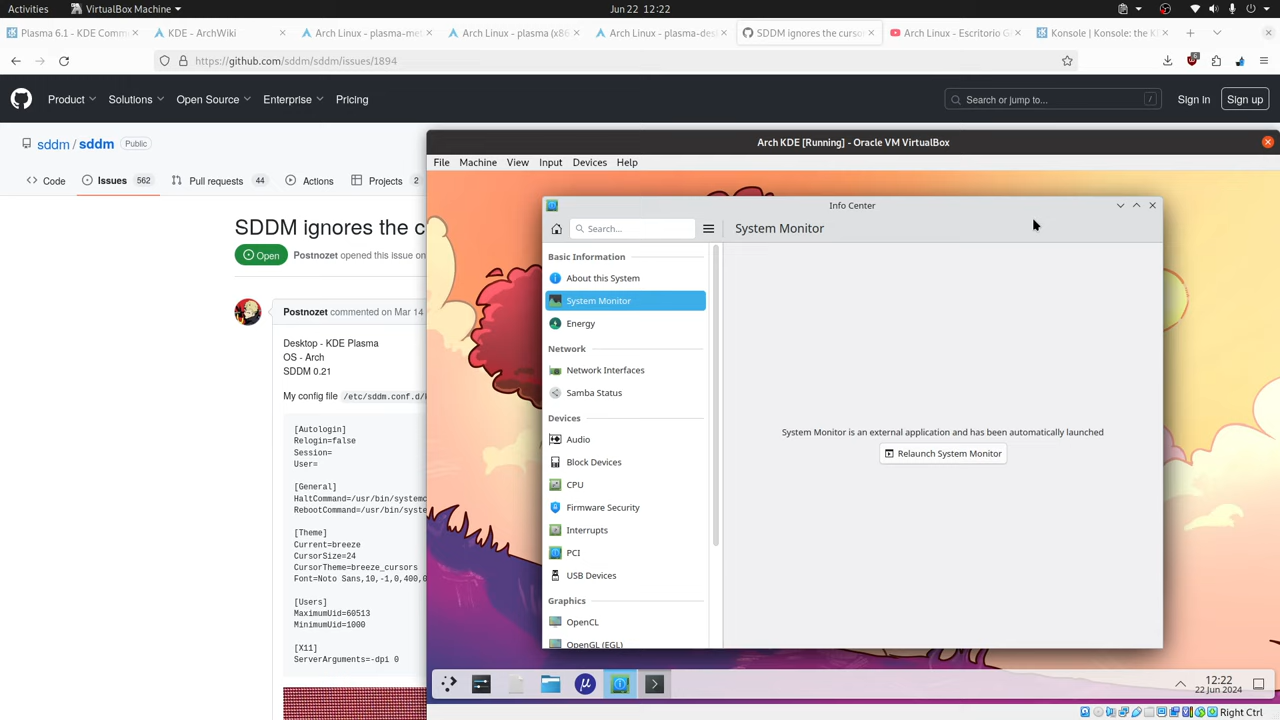 Activities
VirtualBox Machine
Jun 22 12:22
Plasma 6.1 - KDE Comm
KDE - ArchWiki
Arch Linux - plasma-me
Arch Linux - plasma (x86
Arch Linux - plasma-des
SDDM ignores the curso
Arch Linux - Escritorio G
Konsole | Konsole: the K
https://github.com/sddm/sddm/issues/1894
6
Product
Solutions
Open Source
Enterprise
Pricing
Search or jump to...
/
Sign in
Sign up
sddm / sddm
Public
Code
Issues 562
Pull requests 44
Actions
Projects 2
SDDM ignores the c
Open
Postnozet opened this issue on
Postnozet commented on Mar 14
Desktop - KDE Plasma
OS - Arch
SDDM 0.21
My config file /etc/sddm.conf.d/
[Autologin]
Relogin=false
Session=
User=
[General]
HaltCommand=/usr/bin/systemc
RebootCommand=/usr/bin/syste
[Theme]
Current=breeze
CursorSize=24
CursorTheme=breeze_cursors
Font=Noto Sans,10,-1,0,400,0
[Users]
MaximumUid=60513
MinimumUid=1000
[X11]
ServerArguments=-dpi 0
Arch KDE [Running] - Oracle VM VirtualBox
File
Machine
View
Input
Devices
Help
Info Center
Search...
System Monitor
Basic Information
About this System
System Monitor
Energy
Network
Network Interfaces
Samba Status
Devices
Audio
Block Devices
CPU
Firmware Security
Interrupts
PCI
USB Devices
Graphics
OpenCL
OpenGL (EGL)
System Monitor is an external application and has been automatically launched
Relaunch System Monitor
12:22
22 Jun 2024
Right Ctrl